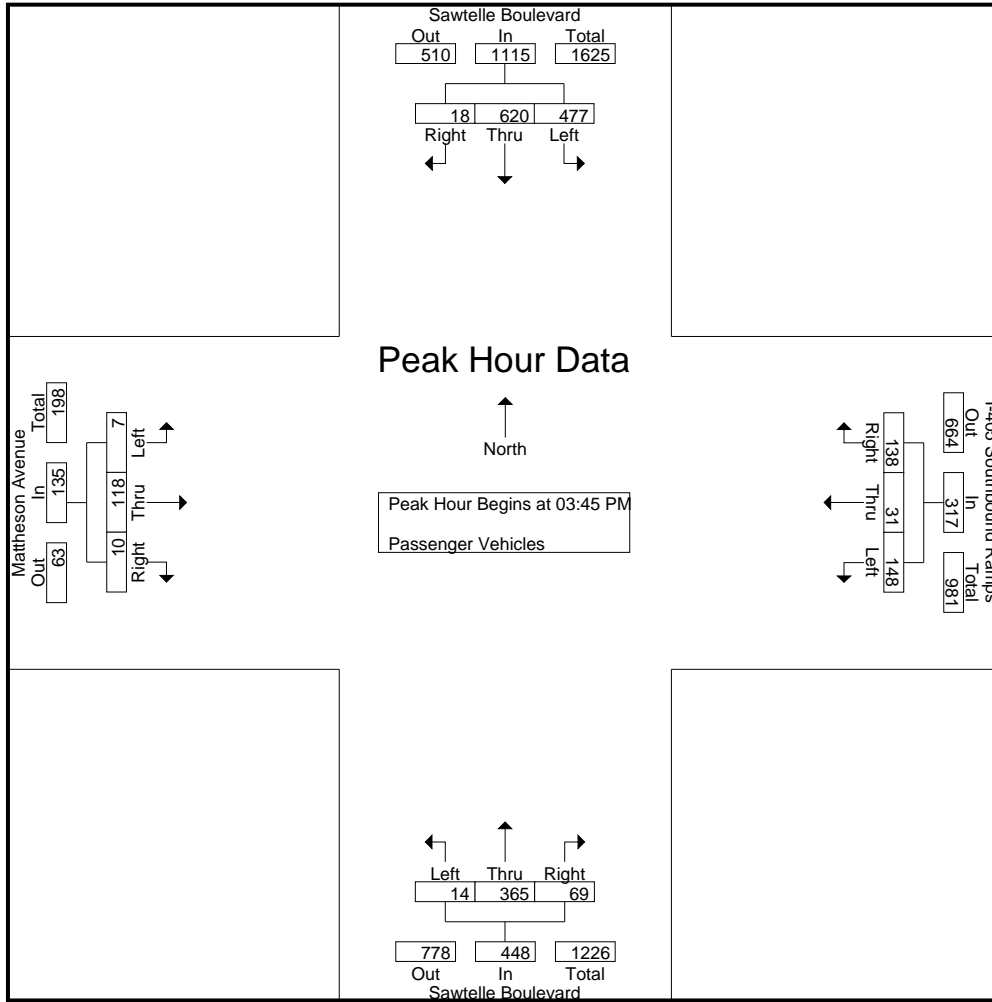 Sawtelle Boulevard
Out In Total
510 1115 1625
18 620 477
Right Thru Left
Peak Hour Data
North
Peak Hour Begins at 03:45 PM
Passenger Vehicles
Mattheson Avenue
Out In Total
63 135 198
7 118 10
Left Thru Right
I-405 Southbound Ramps
Out In Total
664 317 981
138 31 148
Right Thru Left
Left Thru Right
14 365 69
778 448 1226
Out In Total
Sawtelle Boulevard